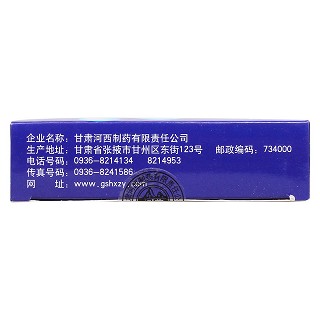 企业名称：甘肃河西制药有限责任公司
生产地址：甘肃省张掖市甘州区东街123号 邮政编码：734000
电话号码：0936-8214134 8214953
传真号码：0936-8241586
网 址：www.gshxzy.com